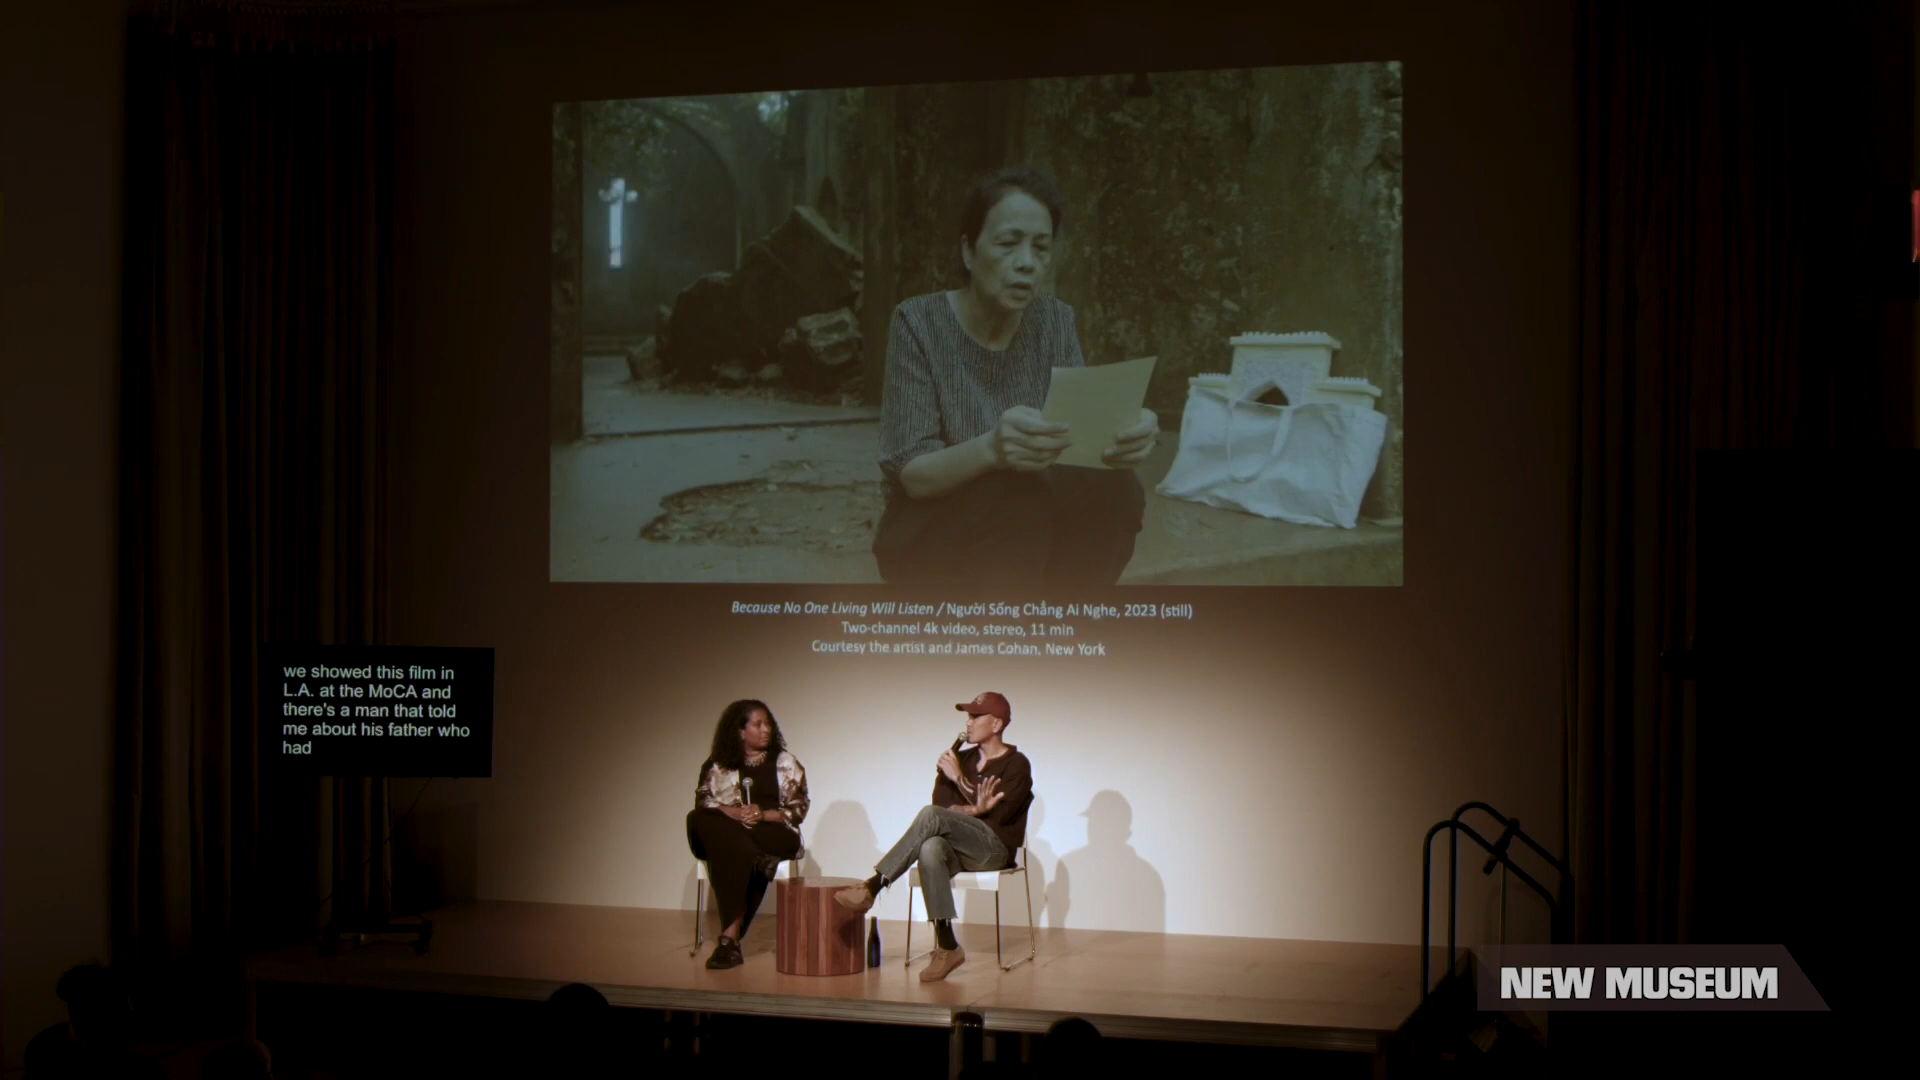 Because No One Living Will Listen / Người Sống Chẳng Ai Nghe, 2023 (still)
Two-channel 4k video, stereo, 11 min
Courtesy the artist and James Cohan, New York
we showed this film in
L.A. at the MoCA and
there's a man that told
me about his father who
had
NEW MUSEUM